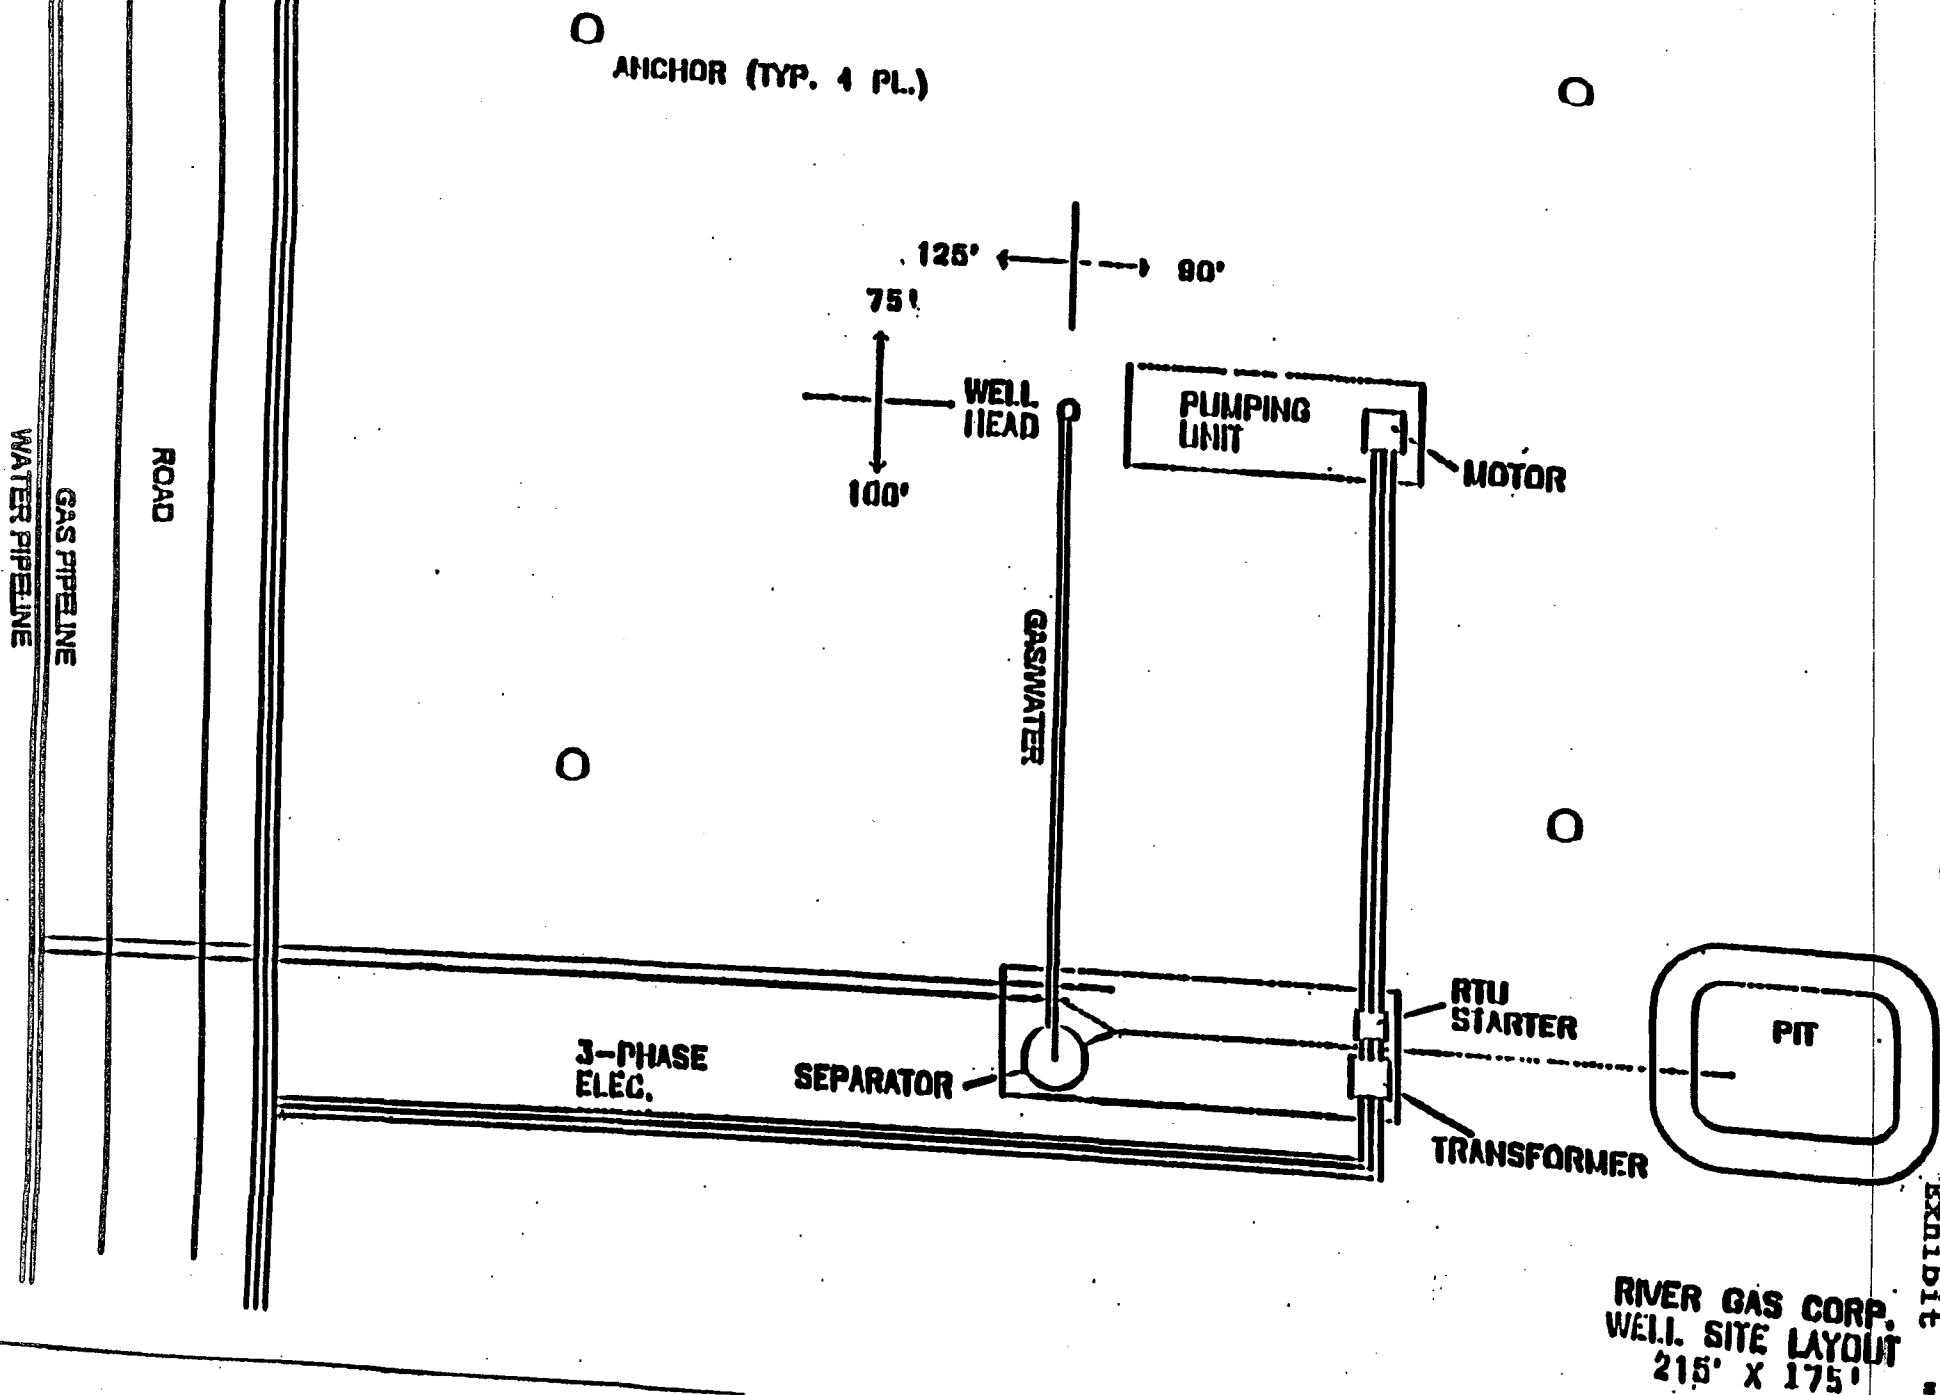 ANCHOR (TYP. 4 PL.)
125'
90'
75'
WELL
HEAD
100'
PUMPING
UNIT
MOTOR
ROAD
GAS PIPELINE
WATER PIPELINE
GAS/WATER
3-PHASE
ELEC.
SEPARATOR
RTU
STARTER
TRANSFORMER
PIT
Exhibit
RIVER GAS CORP.
WELL SITE LAYOUT
215' X 175'